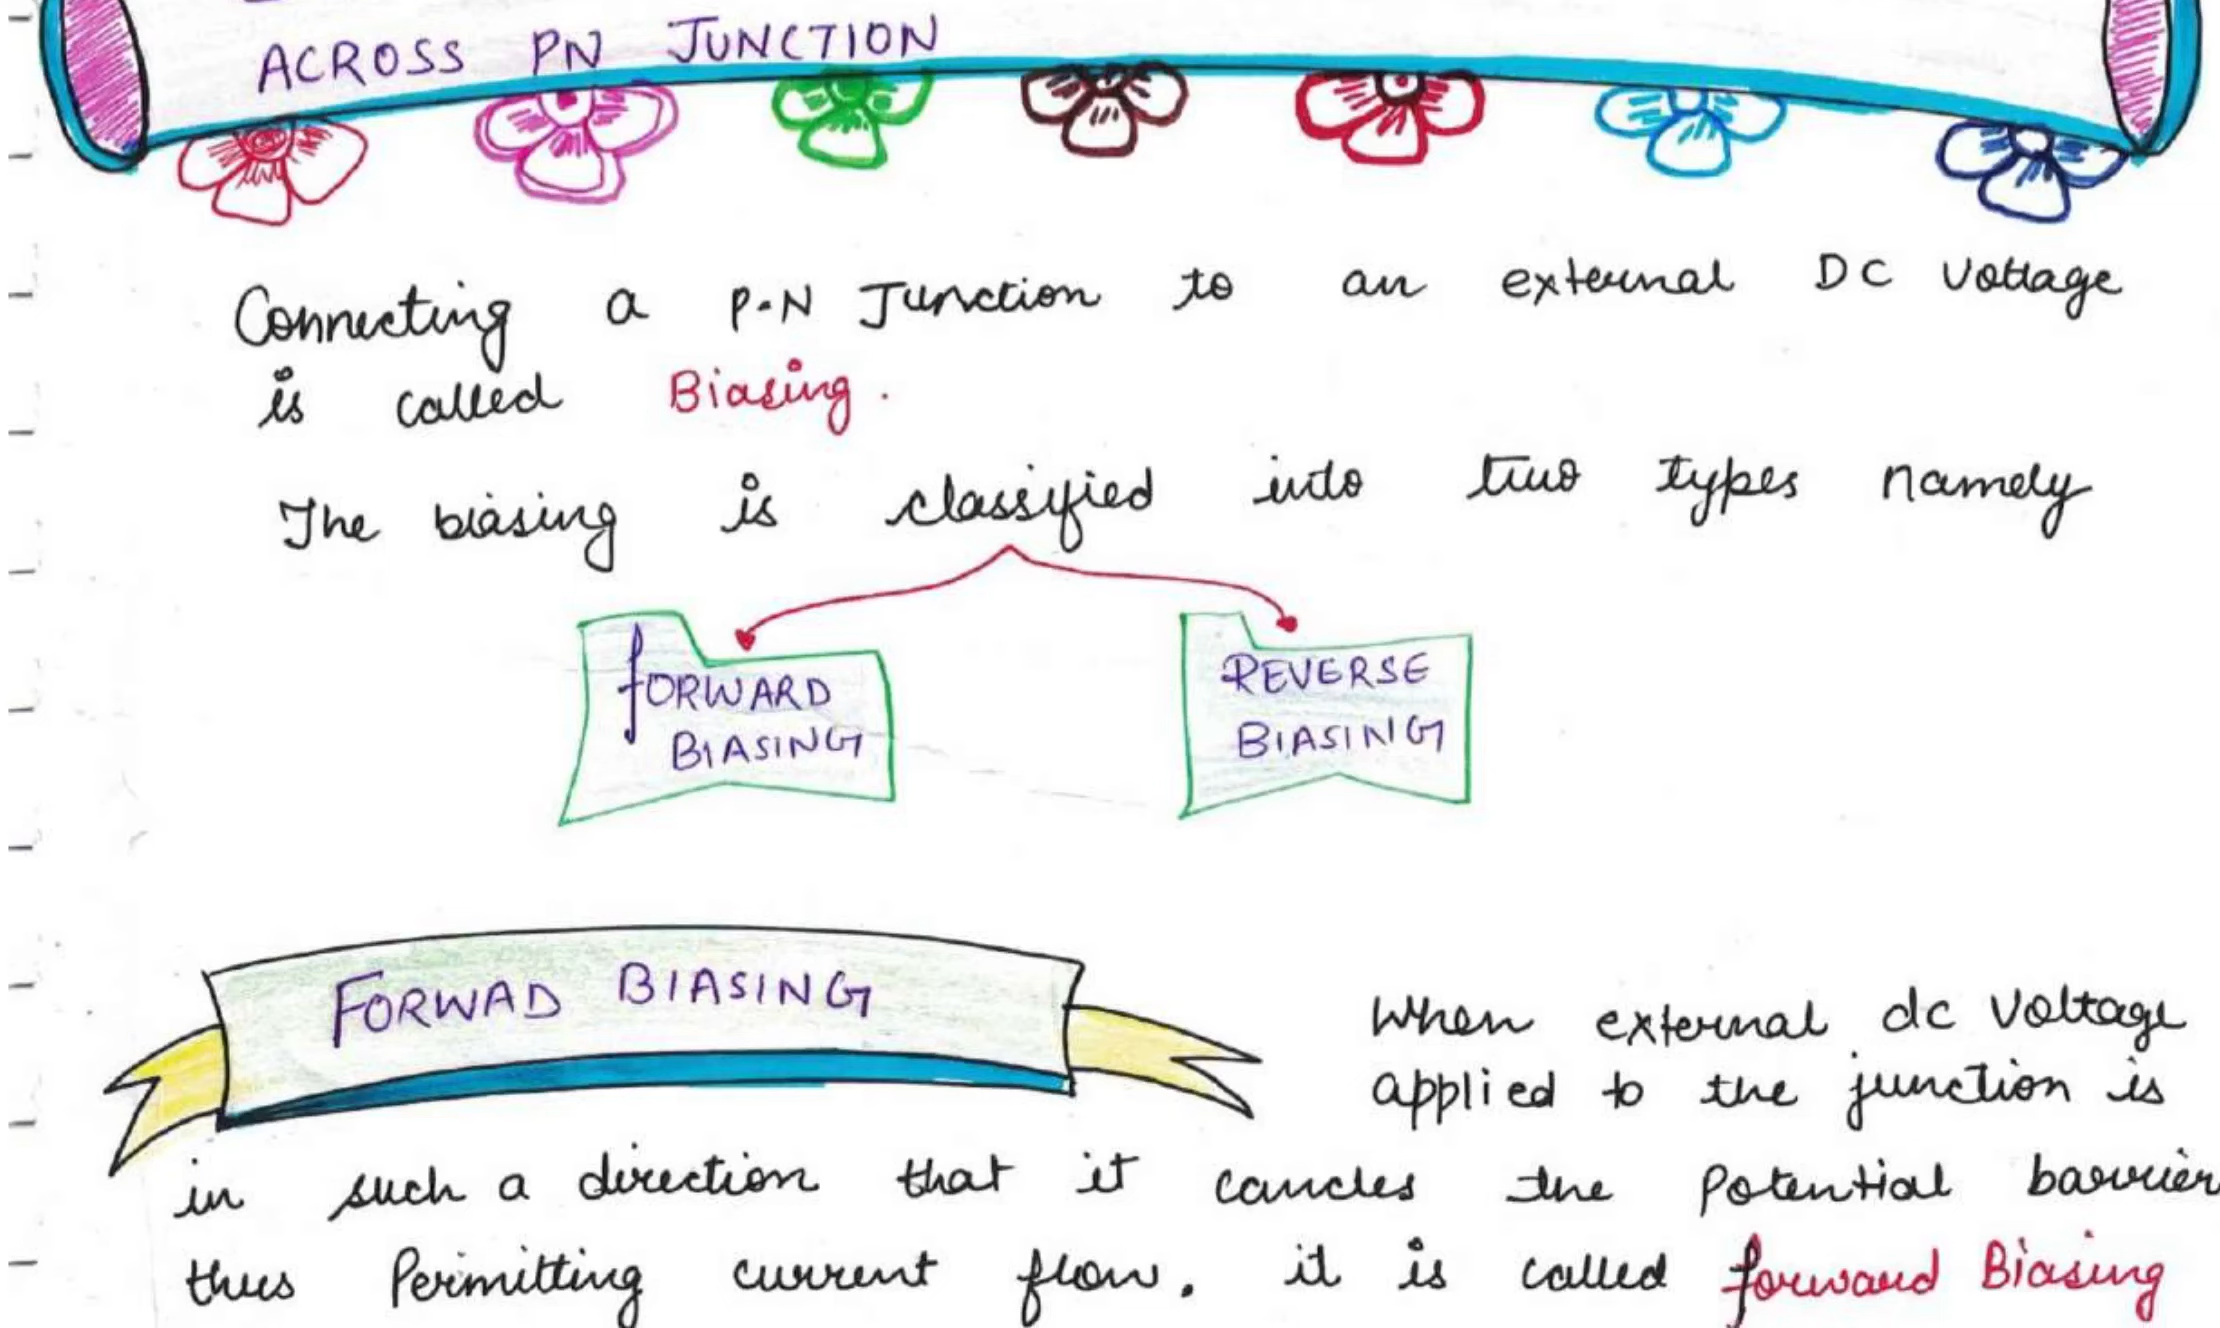 ACROSS PN JUNCTION
Connecting a P.N Junction to an external DC Voltage
is called Biasing.
The biasing is classified into two types namely
fORWARD
BIASING
REVERSE
BIASING
FORWAD BIASING
When external dc Voltage
applied to the junction is
in such a direction that it cancles the Potential barrier
thus Permitting current flow. it is called forward Biasing